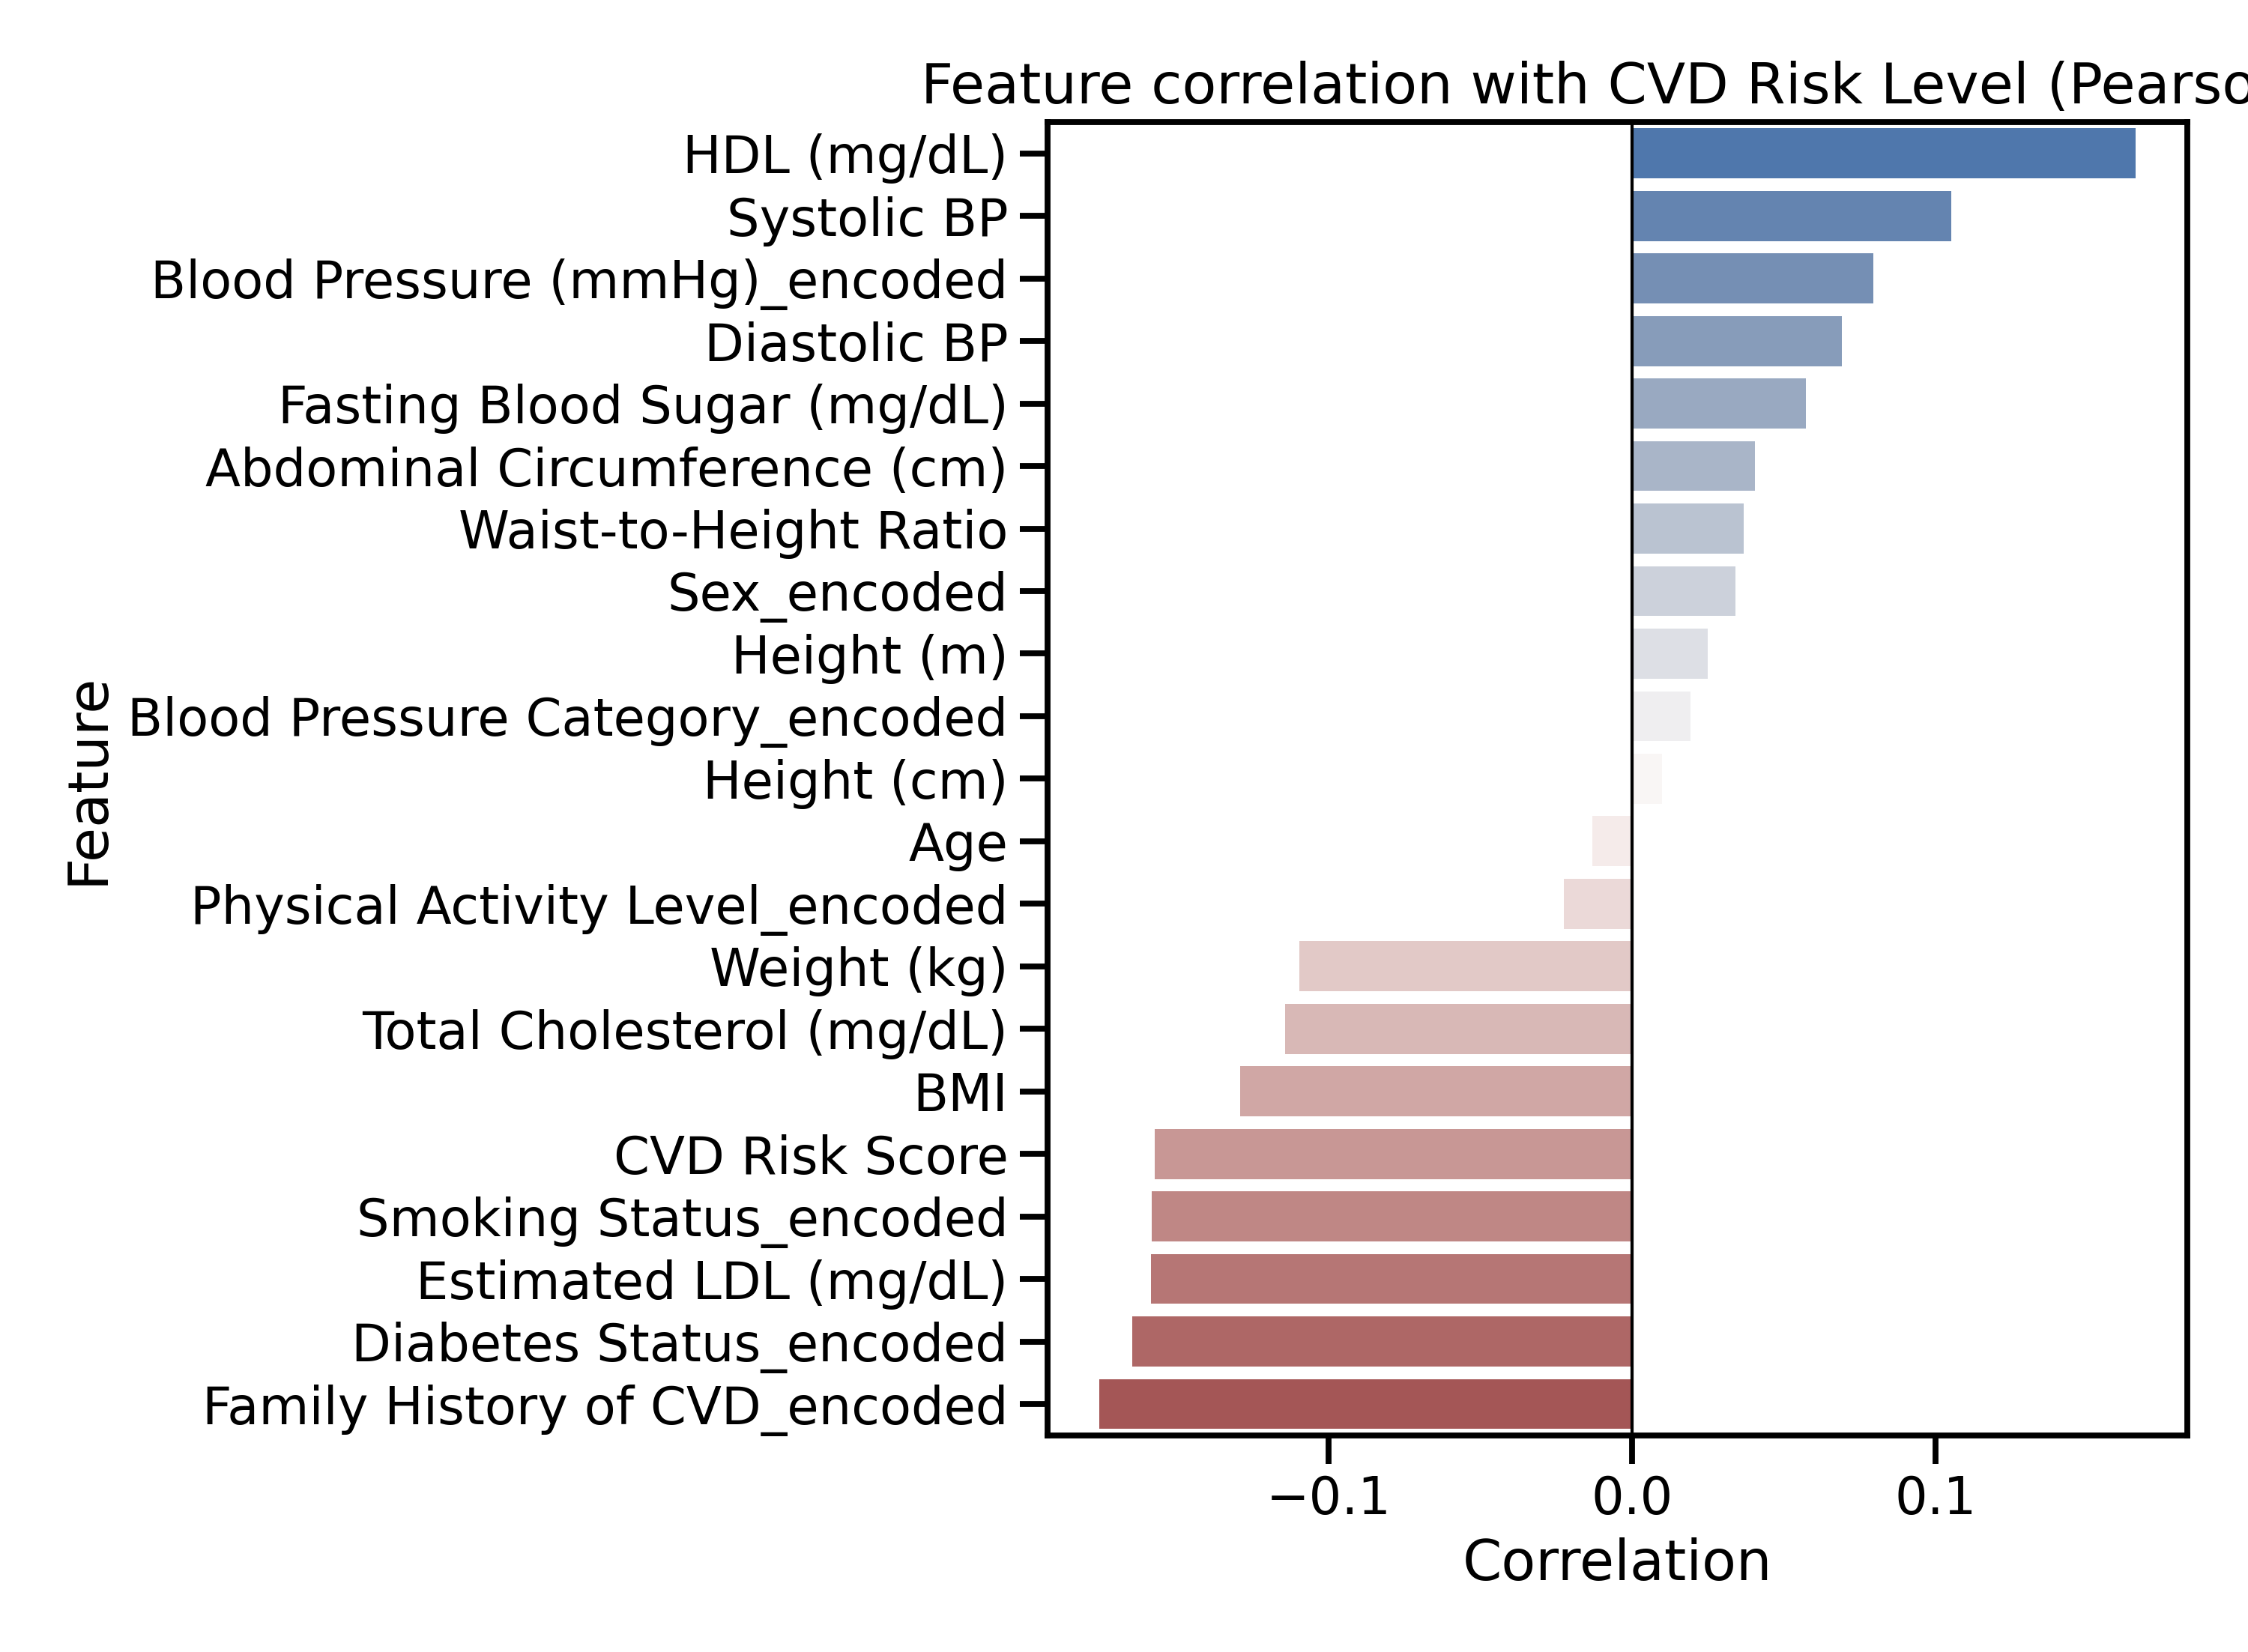 Feature correlation with CVD Risk Level (Pearso
HDL (mg/dL)
Systolic BP
Blood Pressure (mmHg)_encoded
Diastolic BP
Fasting Blood Sugar (mg/dL)
Abdominal Circumference (cm)
Waist-to-Height Ratio
Sex_encoded
Height (m)
Blood Pressure Category_encoded
Height (cm)
Age
Physical Activity Level_encoded
Weight (kg)
Total Cholesterol (mg/dL)
BMI
CVD Risk Score
Smoking Status_encoded
Estimated LDL (mg/dL)
Diabetes Status_encoded
Family History of CVD_encoded
Feature
−0.1 0.0 0.1
Correlation